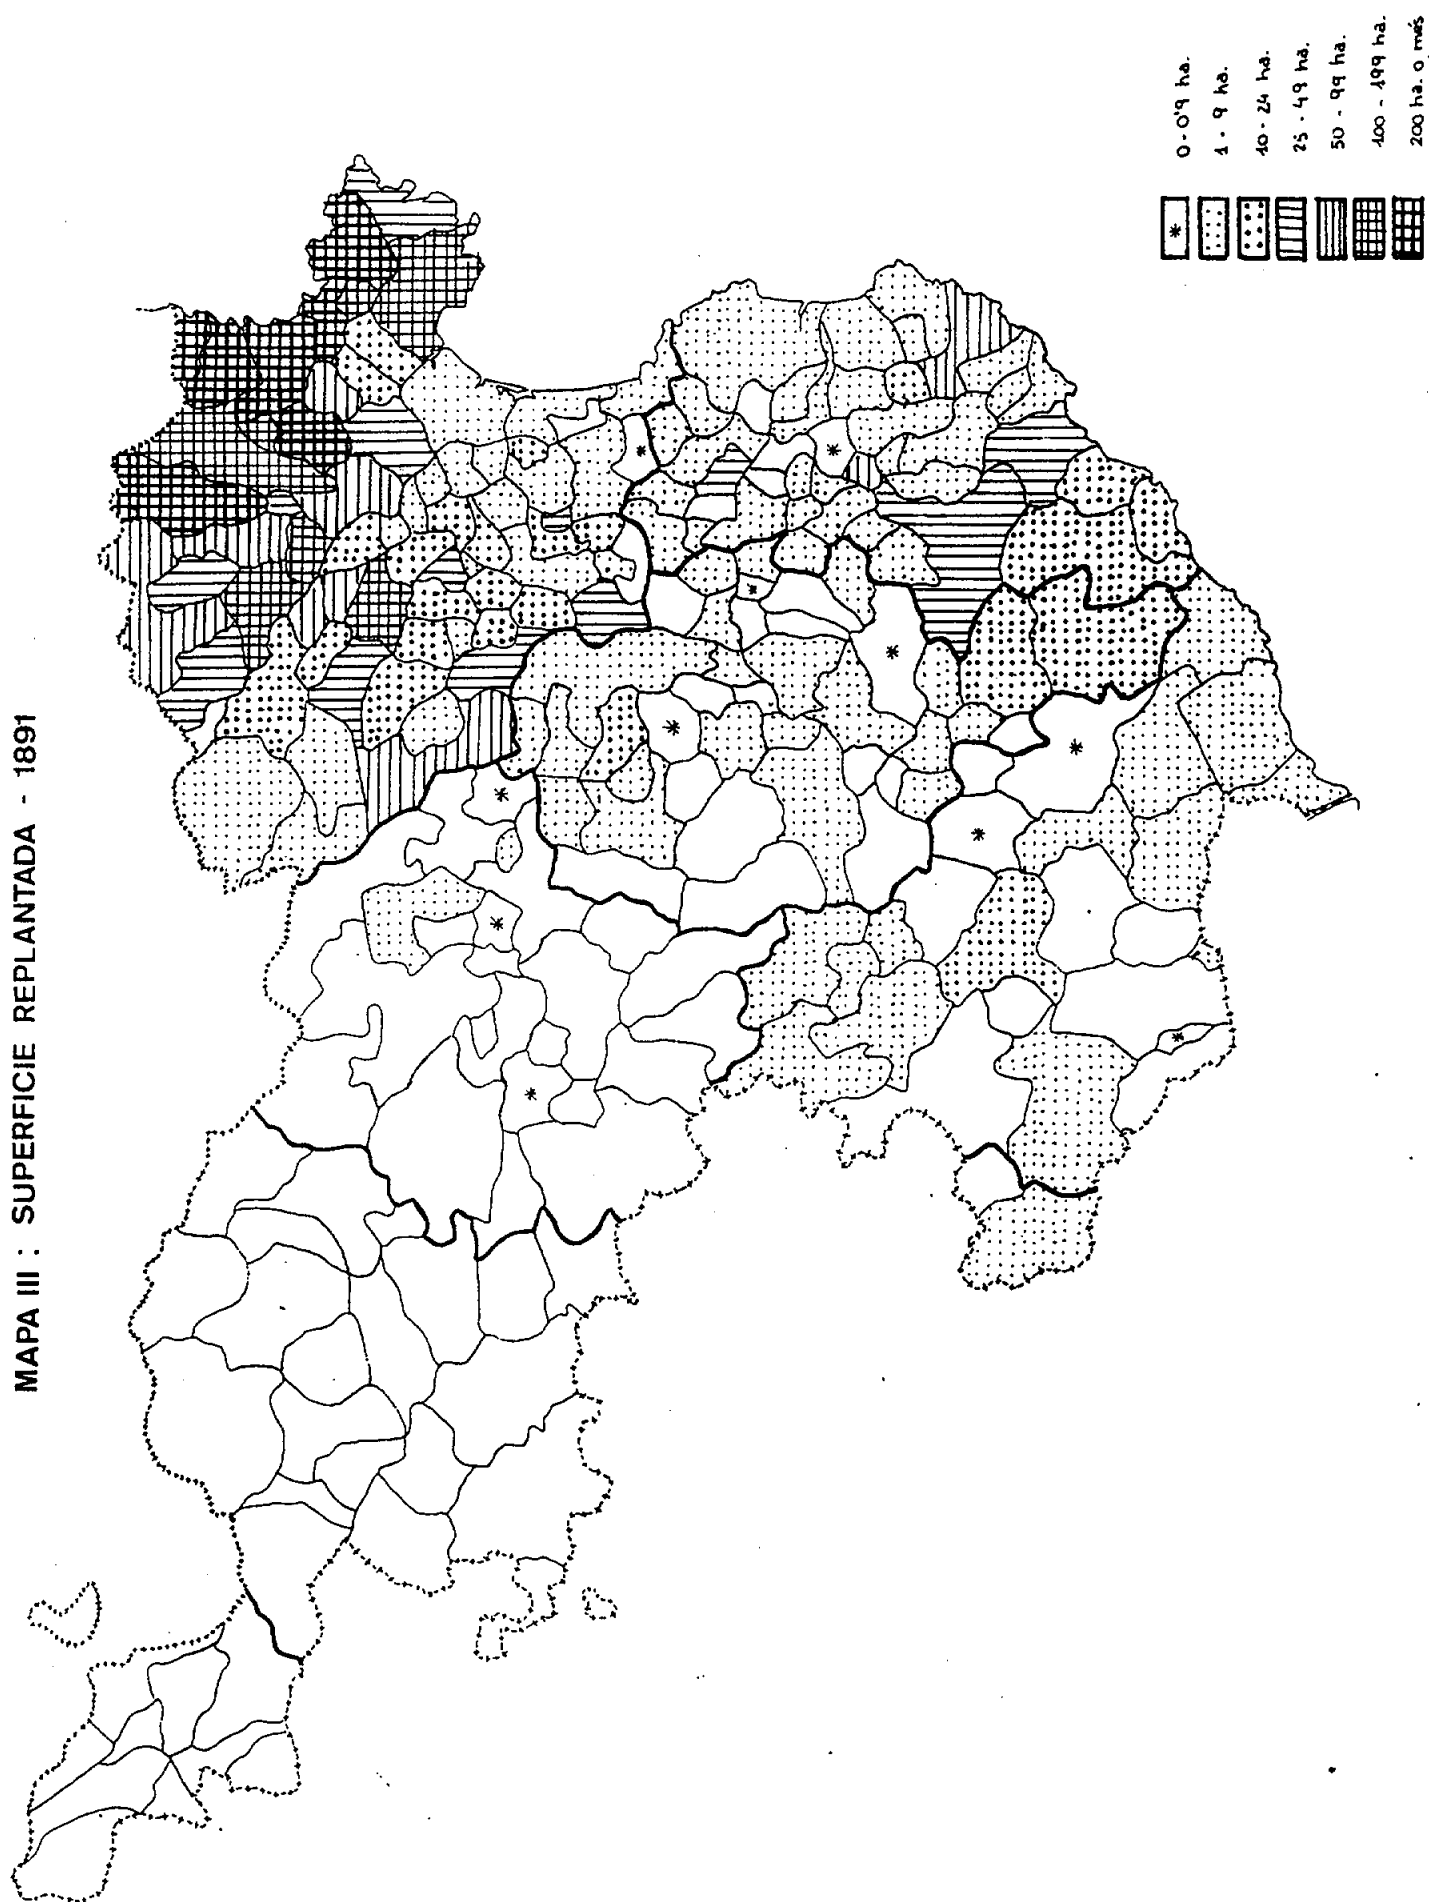 MAPA III : SUPERFICIE REPLANTADA - 1891
0 - 0'9 ha.
1 - 9 ha.
10 - 24 ha.
25 - 49 ha.
50 - 99 ha.
100 - 199 ha.
200 ha. o més